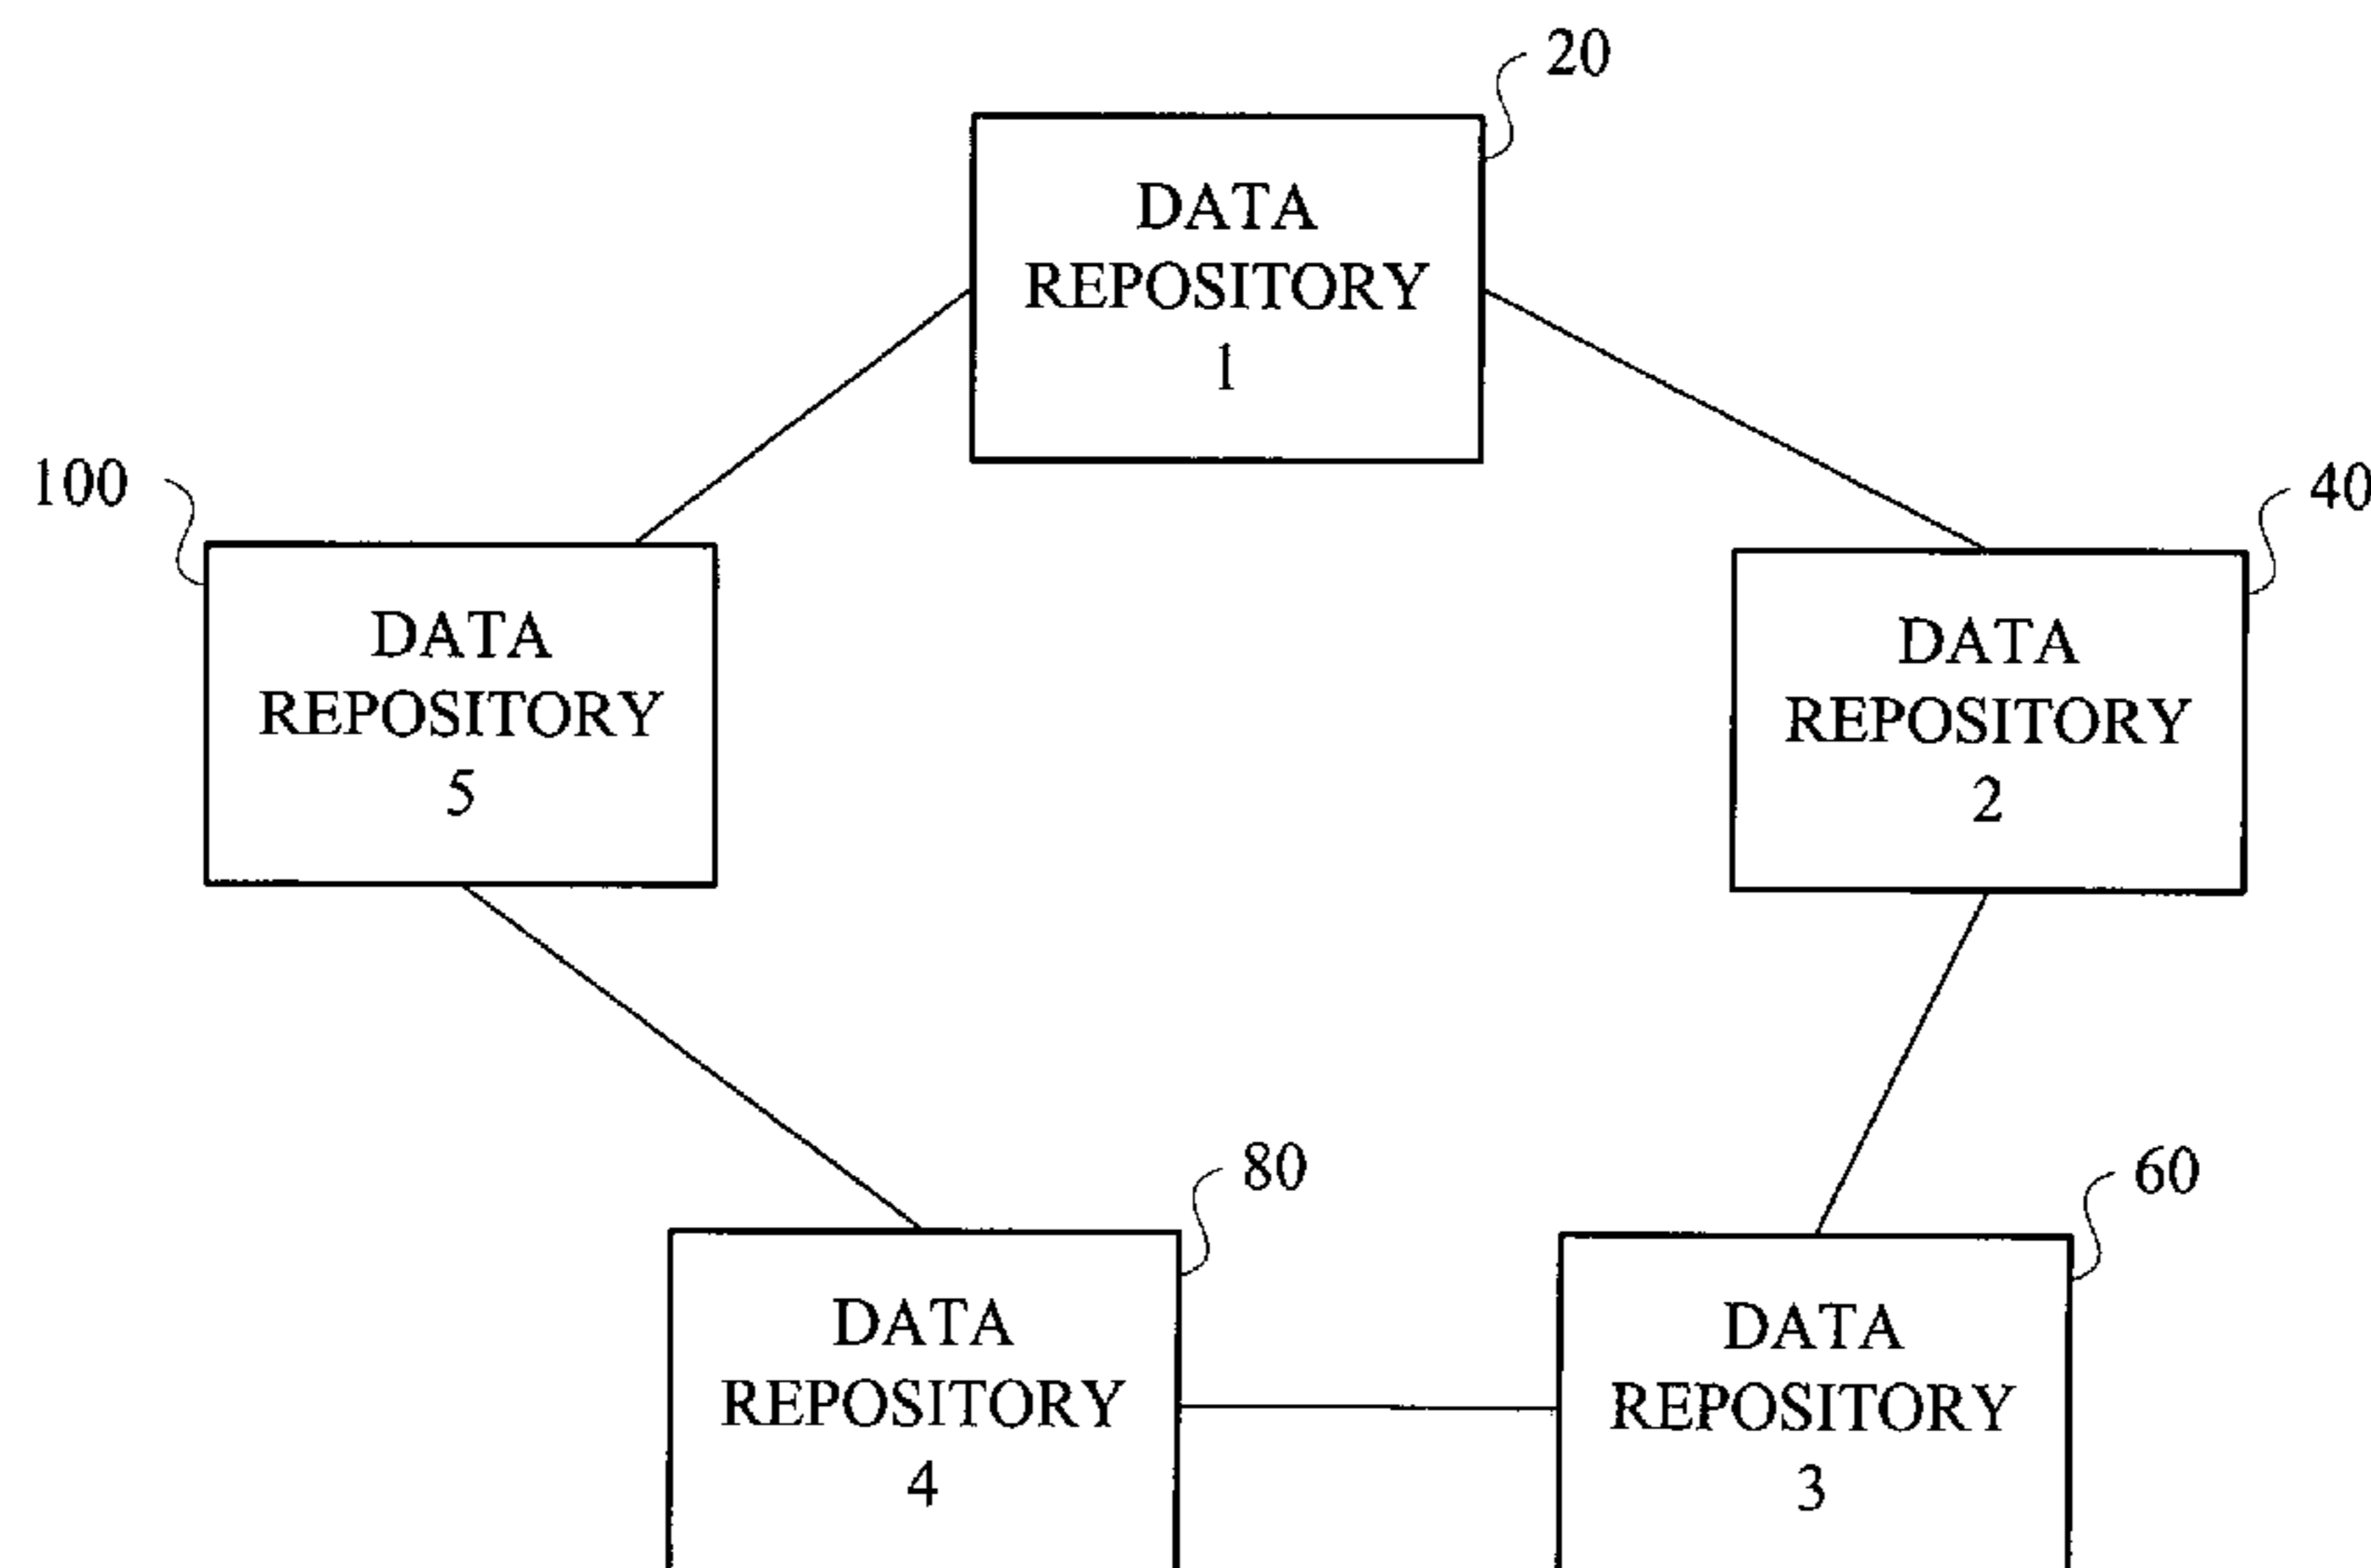 20
DATA
REPOSITORY
1
100
40
DATA
REPOSITORY
5
DATA
REPOSITORY
2
80
60
DATA
REPOSITORY
4
DATA
REPOSITORY
3